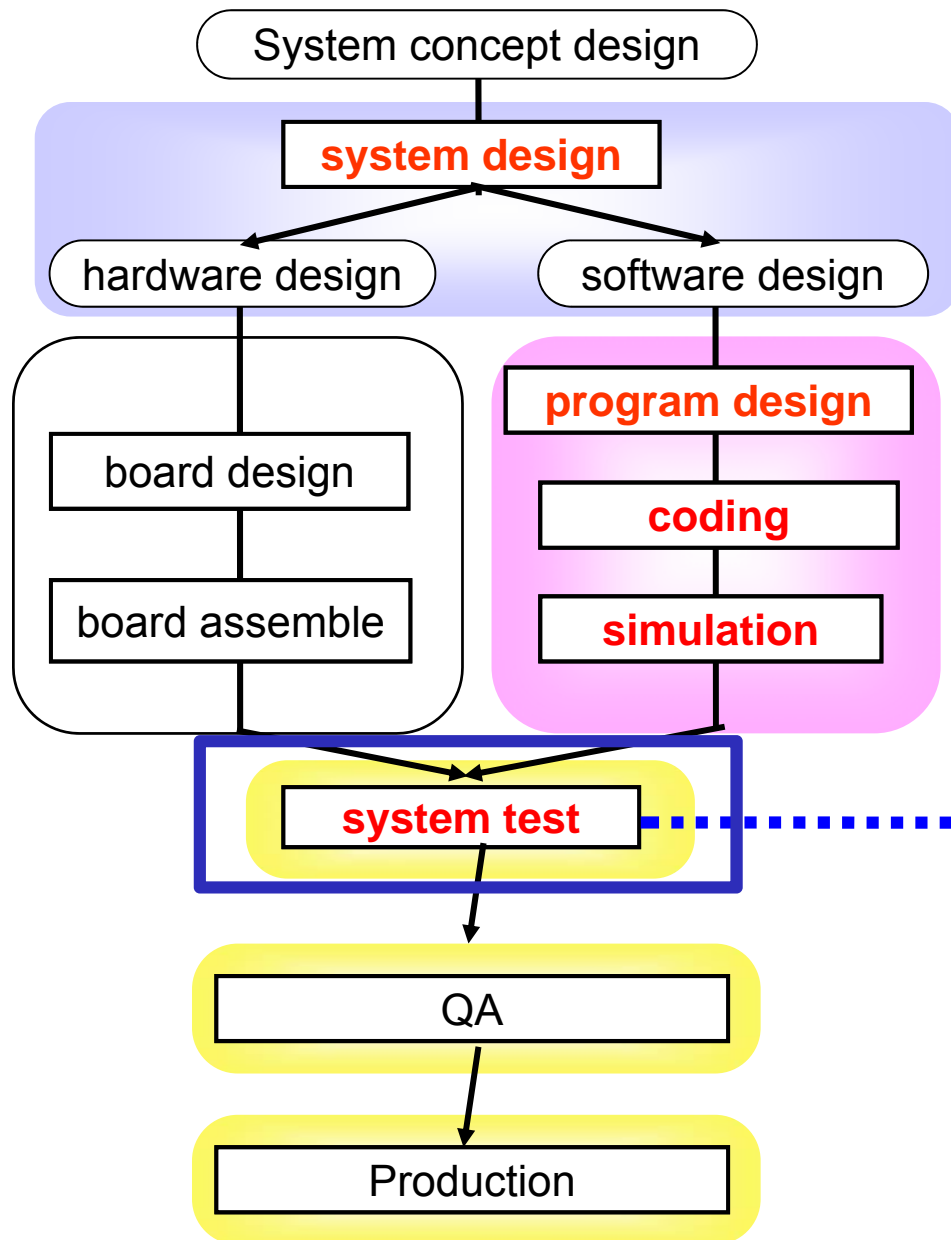 System concept design
system design
hardware design
software design
program design
board design
coding
board assemble
simulation
system test
QA
Production